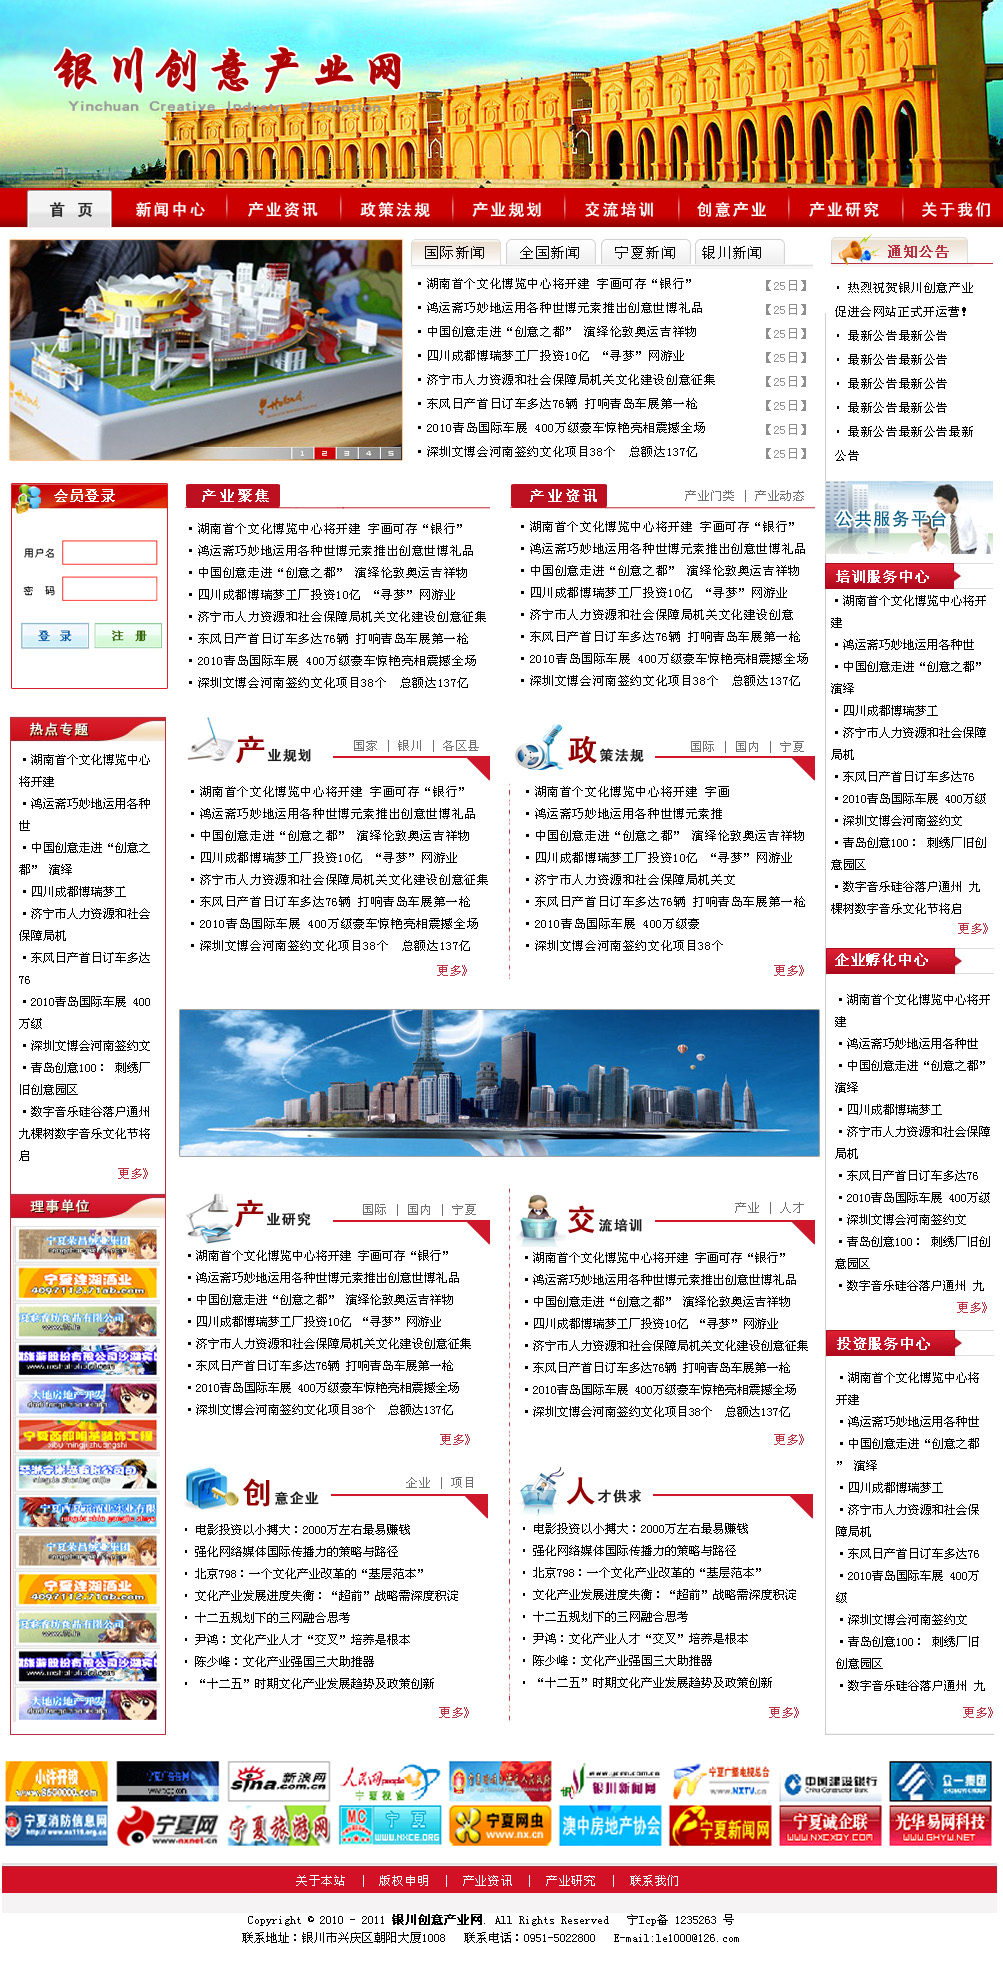 银川创意产业网
Yinchuan Creative Industry Promotion
首 页 新闻中心 产业资讯 政策法规 产业规划 交流培训 创意产业 产业研究 关于我们
1 2 3 4 5
国际新闻 全国新闻 宁夏新闻 银川新闻
湖南首个文化博览中心将开建 字画可存“银行” 【25日】
鸿运斋巧妙地运用各种世博元素推出创意世博礼品 【25日】
中国创意走进“创意之都” 演绎伦敦奥运吉祥物 【25日】
四川成都博瑞梦工厂投资10亿 “寻梦”网游业 【25日】
济宁市人力资源和社会保障局机关文化建设创意征集 【25日】
东风日产首日订车多达76辆 打响青岛车展第一枪 【25日】
2010青岛国际车展 400万级豪车惊艳亮相震撼全场 【25日】
深圳文博会河南签约文化项目38个 总额达137亿 【25日】
通知公告
热烈祝贺银川创意产业
促进会网站正式开运营!
最新公告最新公告
最新公告最新公告
最新公告最新公告
最新公告最新公告
最新公告最新公告最新
公告
会员登录
用户名
密 码
登 录 注 册
产业聚焦
湖南首个文化博览中心将开建 字画可存“银行”
鸿运斋巧妙地运用各种世博元素推出创意世博礼品
中国创意走进“创意之都” 演绎伦敦奥运吉祥物
四川成都博瑞梦工厂投资10亿 “寻梦”网游业
济宁市人力资源和社会保障局机关文化建设创意征集
东风日产首日订车多达76辆 打响青岛车展第一枪
2010青岛国际车展 400万级豪车惊艳亮相震撼全场
深圳文博会河南签约文化项目38个 总额达137亿
产业资讯 产业门类 | 产业动态
湖南首个文化博览中心将开建 字画可存“银行”
鸿运斋巧妙地运用各种世博元素推出创意世博礼品
中国创意走进“创意之都” 演绎伦敦奥运吉祥物
四川成都博瑞梦工厂投资10亿 “寻梦”网游业
济宁市人力资源和社会保障局机关文化建设创意
东风日产首日订车多达76辆 打响青岛车展第一枪
2010青岛国际车展 400万级豪车惊艳亮相震撼全场
深圳文博会河南签约文化项目38个 总额达137亿
公共服务平台
培训服务中心
湖南首个文化博览中心将开
建
鸿运斋巧妙地运用各种世
中国创意走进“创意之都”
演绎
四川成都博瑞梦工
济宁市人力资源和社会保障
局机
东风日产首日订车多达76
2010青岛国际车展 400万级
深圳文博会河南签约文
青岛创意100: 刺绣厂旧创
意园区
数字音乐硅谷落户通州 九
棵树数字音乐文化节将启
更多》
热点专题
湖南首个文化博览中心
将开建
鸿运斋巧妙地运用各种
世
中国创意走进“创意之
都” 演绎
四川成都博瑞梦工
济宁市人力资源和社会
保障局机
东风日产首日订车多达
76
2010青岛国际车展 400
万级
深圳文博会河南签约文
青岛创意100: 刺绣厂
旧创意园区
数字音乐硅谷落户通州
九棵树数字音乐文化节将
启
更多》
产业规划 国家 | 银川 | 各区县
湖南首个文化博览中心将开建 字画可存“银行”
鸿运斋巧妙地运用各种世博元素推出创意世博礼品
中国创意走进“创意之都” 演绎伦敦奥运吉祥物
四川成都博瑞梦工厂投资10亿 “寻梦”网游业
济宁市人力资源和社会保障局机关文化建设创意征集
东风日产首日订车多达76辆 打响青岛车展第一枪
2010青岛国际车展 400万级豪车惊艳亮相震撼全场
深圳文博会河南签约文化项目38个 总额达137亿
更多》
政策法规 国际 | 国内 | 宁夏
湖南首个文化博览中心将开建 字画
鸿运斋巧妙地运用各种世博元素推
中国创意走进“创意之都” 演绎伦敦奥运吉祥物
四川成都博瑞梦工厂投资10亿 “寻梦”网游业
济宁市人力资源和社会保障局机关文
东风日产首日订车多达76辆 打响青岛车展第一枪
2010青岛国际车展 400万级豪
深圳文博会河南签约文化项目38个
更多》
企业孵化中心
湖南首个文化博览中心将开
建
鸿运斋巧妙地运用各种世
中国创意走进“创意之都”
演绎
四川成都博瑞梦工
济宁市人力资源和社会保障
局机
东风日产首日订车多达76
2010青岛国际车展 400万级
深圳文博会河南签约文
青岛创意100: 刺绣厂旧创
意园区
数字音乐硅谷落户通州 九
更多》
理事单位
宁夏荣昌绒业集团
宁夏莲湖酒业
4097112.71ab.com
大地房地产开发
宁夏西部明基装饰工程
xibu mingji zhuangshi
宁夏荣昌绒业集团
宁夏莲湖酒业
4097112.71ab.com
大地房地产开发
产业研究 国际 | 国内 | 宁夏
湖南首个文化博览中心将开建 字画可存“银行”
鸿运斋巧妙地运用各种世博元素推出创意世博礼品
中国创意走进“创意之都” 演绎伦敦奥运吉祥物
四川成都博瑞梦工厂投资10亿 “寻梦”网游业
济宁市人力资源和社会保障局机关文化建设创意征集
东风日产首日订车多达76辆 打响青岛车展第一枪
2010青岛国际车展 400万级豪车惊艳亮相震撼全场
深圳文博会河南签约文化项目38个 总额达137亿
更多》
交流培训 产业 | 人才
湖南首个文化博览中心将开建 字画可存“银行”
鸿运斋巧妙地运用各种世博元素推出创意世博礼品
中国创意走进“创意之都” 演绎伦敦奥运吉祥物
四川成都博瑞梦工厂投资10亿 “寻梦”网游业
济宁市人力资源和社会保障局机关文化建设创意征集
东风日产首日订车多达76辆 打响青岛车展第一枪
2010青岛国际车展 400万级豪车惊艳亮相震撼全场
深圳文博会河南签约文化项目38个 总额达137亿
更多》
投资服务中心
湖南首个文化博览中心将
开建
鸿运斋巧妙地运用各种世
中国创意走进“创意之都
” 演绎
四川成都博瑞梦工
济宁市人力资源和社会保
障局机
东风日产首日订车多达76
2010青岛国际车展 400万
级
深圳文博会河南签约文
青岛创意100: 刺绣厂旧
创意园区
数字音乐硅谷落户通州 九
更多》
创意企业 企业 | 项目
电影投资以小搏大：2000万左右最易赚钱
强化网络媒体国际传播力的策略与路径
北京798：一个文化产业改革的“基层范本”
文化产业发展进度失衡：“超前”战略需深度积淀
十二五规划下的三网融合思考
尹鸿：文化产业人才“交叉”培养是根本
陈少峰：文化产业强国三大助推器
“十二五”时期文化产业发展趋势及政策创新
更多》
人才供求
电影投资以小搏大：2000万左右最易赚钱
强化网络媒体国际传播力的策略与路径
北京798：一个文化产业改革的“基层范本”
文化产业发展进度失衡：“超前”战略需深度积淀
十二五规划下的三网融合思考
尹鸿：文化产业人才“交叉”培养是根本
陈少峰：文化产业强国三大助推器
“十二五”时期文化产业发展趋势及政策创新
更多》
小许开锁
sina 新浪网
.com.cn
人民网 people
宁夏视窗
银川新闻网
宁夏广播电视总台
WWW.NXTV.CN
中国建设银行
众一集团
宁夏消防信息网
http://www.nx119.org.cn
宁夏网
www.nxnet.cn
宁夏旅游网
MC 宁夏
WWW.NXCE.ORG
宁夏网虫
www.nx.cn
澳中房地产协会
宁夏新闻网
宁夏诚企联
WWW.NXCXQY.COM
光华易网科技
WWW.GHYW.NET
关于本站 | 版权申明 | 产业资讯 | 产业研究 | 联系我们
Copyright © 2010 - 2011 银川创意产业网. All Rights Reserved 宁Icp备 1235263 号
联系地址：银川市兴庆区朝阳大厦1008 联系电话：0951-5022800 E-mail:le1000@126.com